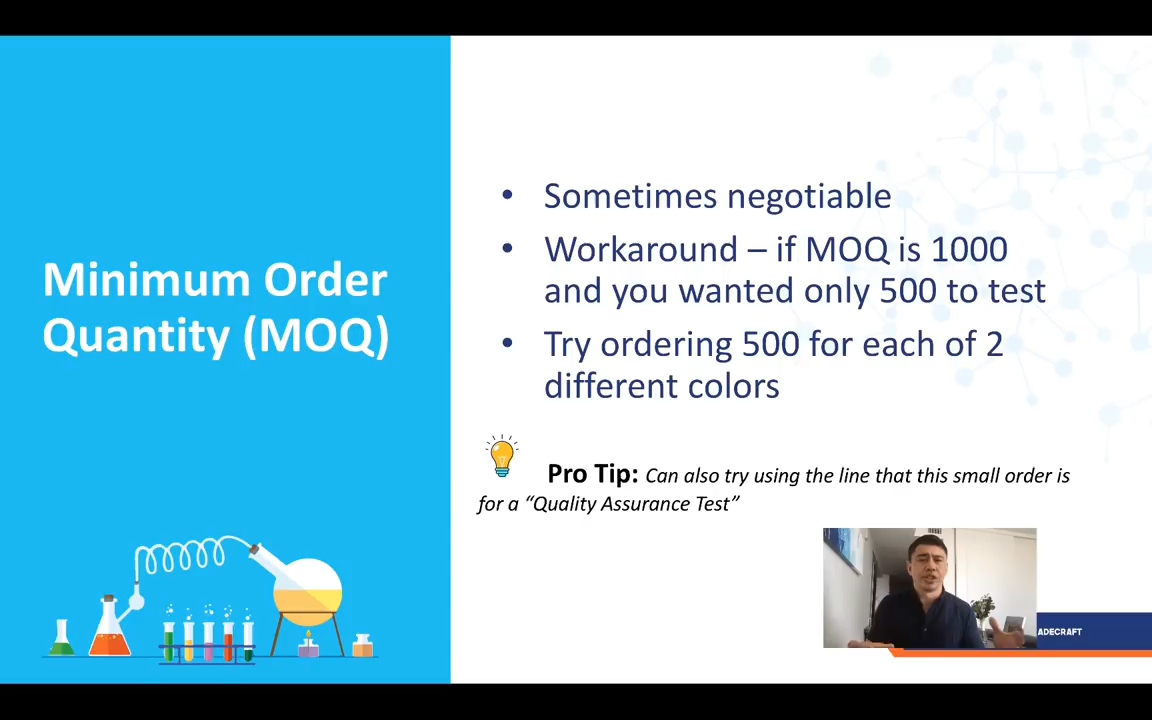 Minimum Order
Quantity (MOQ)
• Sometimes negotiable
• Workaround – if MOQ is 1000
and you wanted only 500 to test
• Try ordering 500 for each of 2
different colors
Pro Tip: Can also try using the line that this small order is
for a “Quality Assurance Test”
ADECRAFT